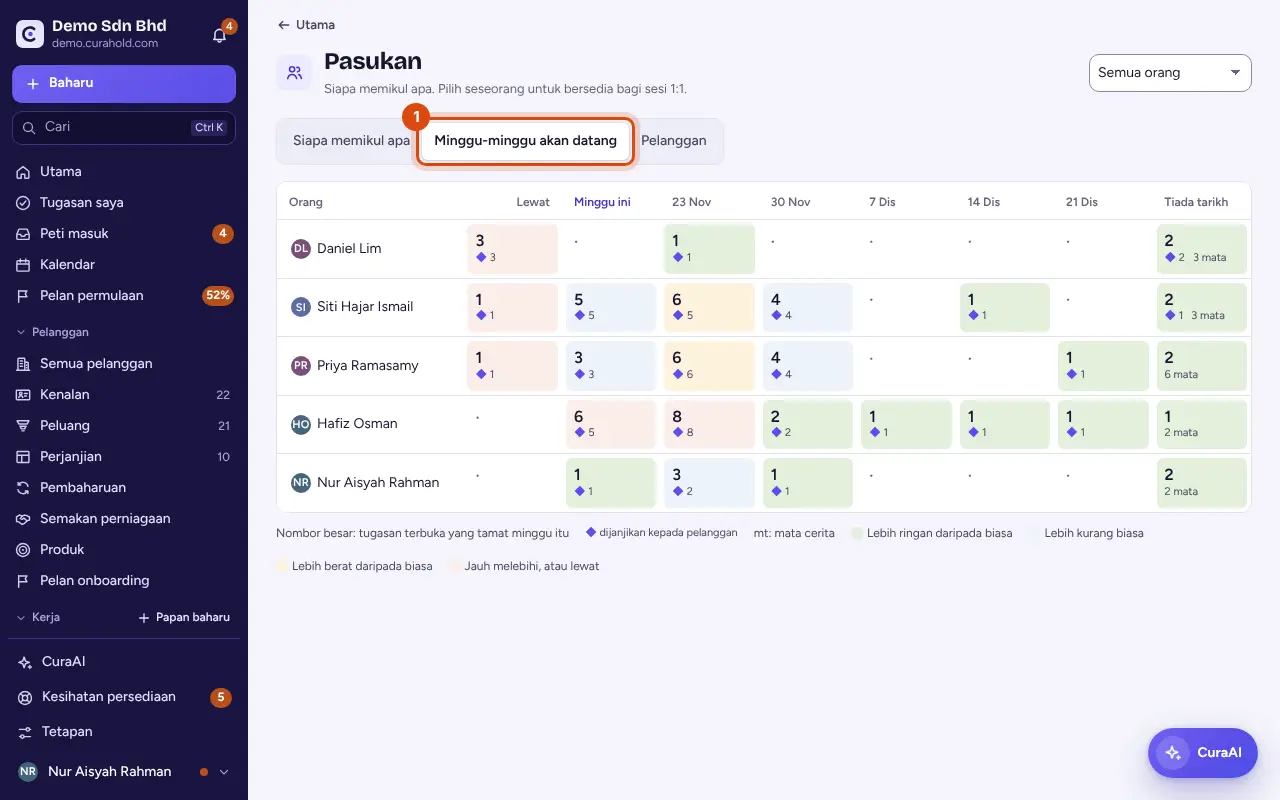 Demo Sdn Bhd
demo.curahold.com
4
Baharu
Cari
Ctrl K
Utama
Tugasan saya
Peti masuk 4
Kalendar
Pelan permulaan 52%
Pelanggan
Semua pelanggan
Kenalan 22
Peluang 21
Perjanjian 10
Pembaharuan
Semakan perniagaan
Produk
Pelan onboarding
Kerja Papan baharu
CuraAI
Kesihatan persediaan 5
Tetapan
NR Nur Aisyah Rahman
Utama
Pasukan
Siapa memikul apa. Pilih seseorang untuk bersedia bagi sesi 1:1.
Semua orang
1
Siapa memikul apa Minggu-minggu akan datang Pelanggan
Orang Lewat Minggu ini 23 Nov 30 Nov 7 Dis 14 Dis 21 Dis Tiada tarikh
DL Daniel Lim
3 · 1 · · · · 2
3 1 2 3 mata
SI Siti Hajar Ismail
1 5 6 4 · 1 · 2
1 5 5 4 1 1 3 mata
PR Priya Ramasamy
1 3 6 4 · · 1 2
1 3 6 4 1 6 mata
HO Hafiz Osman
· 6 8 2 1 1 1 1
5 8 2 1 1 1 2 mata
NR Nur Aisyah Rahman
· 1 3 1 · · · 2
1 2 1 2 mata
Nombor besar: tugasan terbuka yang tamat minggu itu dijanjikan kepada pelanggan mt: mata cerita Lebih ringan daripada biasa Lebih kurang biasa
Lebih berat daripada biasa Jauh melebihi, atau lewat
CuraAI